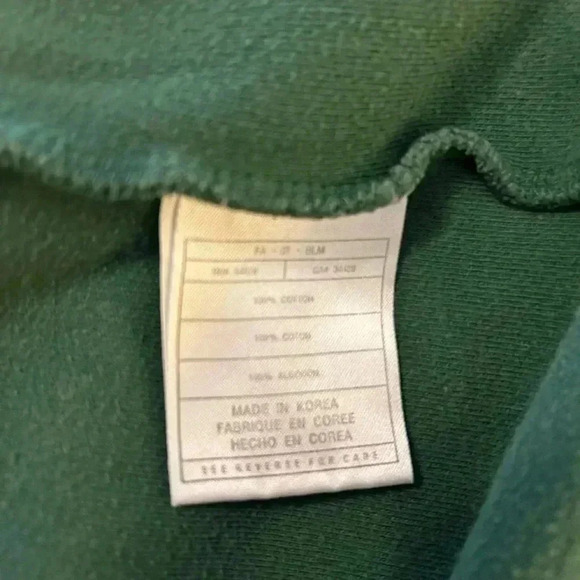 100% COTTON
100% COTON
100% ALGODON
MADE IN KOREA
FABRIQUE EN COREE
HECHO EN COREA
SEE REVERSE FOR CARE